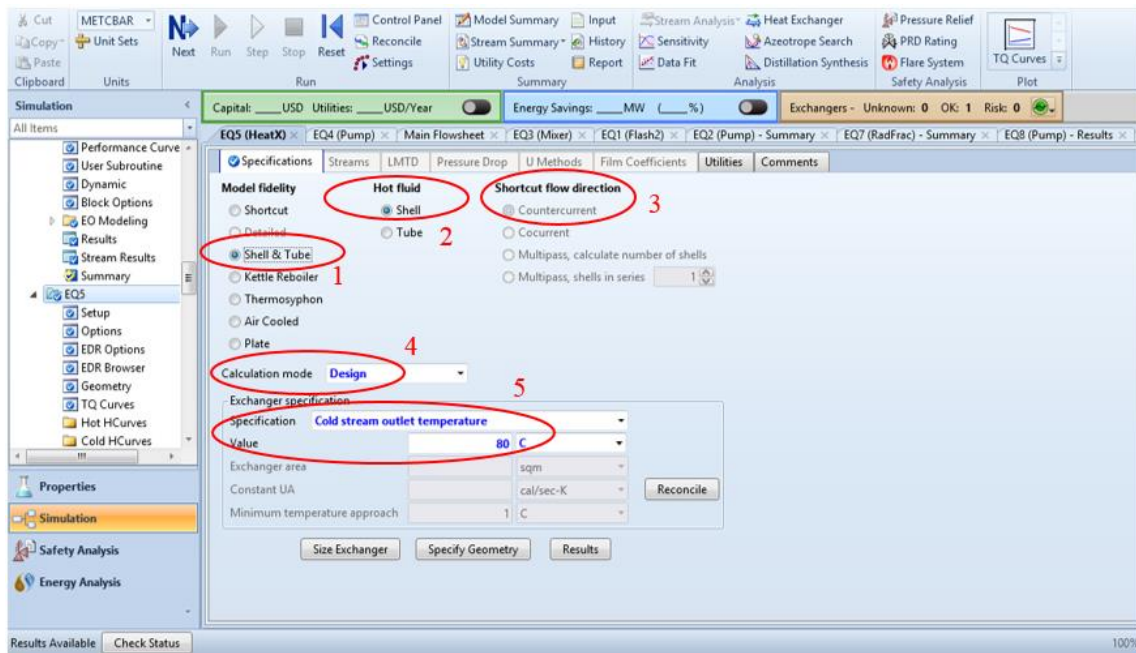 Cut METCBAR Control Panel Model Summary Input Stream Analysis Heat Exchanger Pressure Relief
Copy Unit Sets Next Run Step Stop Reset Reconcile Stream Summary History Sensitivity Azeotrope Search PRD Rating
Paste Settings Utility Costs Report Data Fit Distillation Synthesis Flare System TQ Curves
Clipboard Units Run Summary Analysis Safety Analysis Plot
Simulation Capital: ____USD Utilities: ____USD/Year Energy Savings: ____MW (____%) Exchangers - Unknown: 0 OK: 1 Risk: 0
All Items EQ5 (HeatX) EQ4 (Pump) Main Flowsheet EQ3 (Mixer) EQ1 (Flash2) EQ2 (Pump) - Summary EQ7 (RadFrac) - Summary EQ8 (Pump) - Results
Performance Curve
User Subroutine
Dynamic
Block Options
EO Modeling
Results
Stream Results
Summary
EQ5
Setup
Options
EDR Options
EDR Browser
Geometry
TQ Curves
Hot HCurves
Cold HCurves
Properties
Simulation
Safety Analysis
Energy Analysis
Specifications Streams LMTD Pressure Drop U Methods Film Coefficients Utilities Comments
Model fidelity Hot fluid Shortcut flow direction
Shortcut Shell Countercurrent 3
Detailed Tube 2 Cocurrent
Shell & Tube 1 Multipass, calculate number of shells
Kettle Reboiler Multipass, shells in series 1
Thermosyphon
Air Cooled
Plate
4
Calculation mode Design
5
Exchanger specification
Specification Cold stream outlet temperature
Value 80 C
Exchanger area sqm
Constant UA cal/sec-K Reconcile
Minimum temperature approach 1 C
Size Exchanger Specify Geometry Results
Results Available Check Status 100%